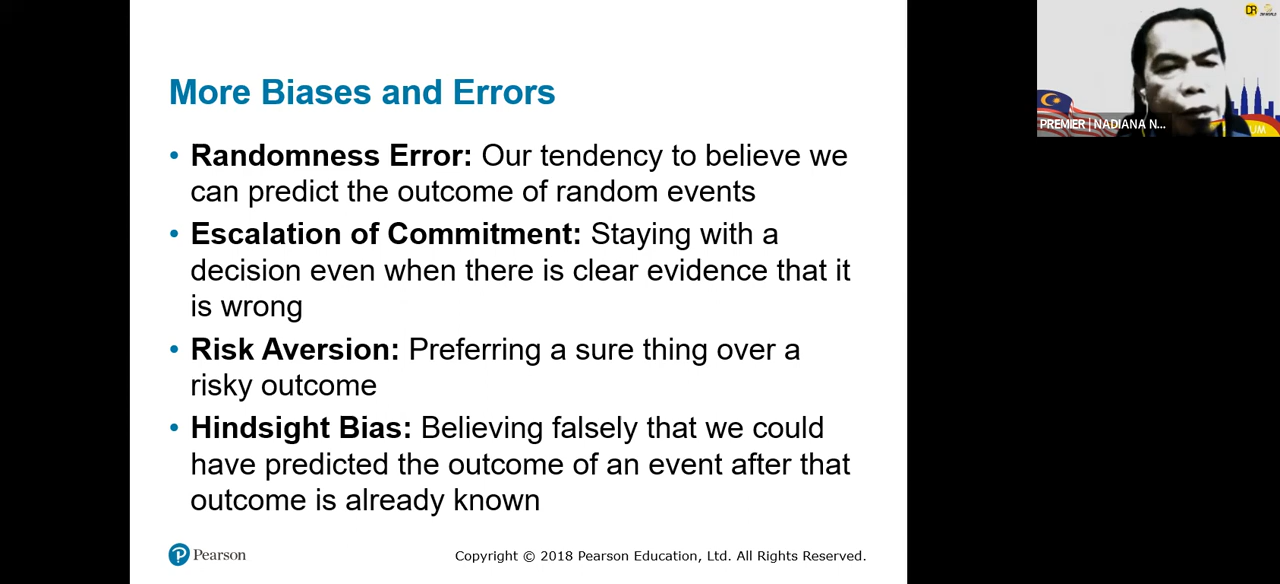 More Biases and Errors
• Randomness Error: Our tendency to believe we
can predict the outcome of random events
• Escalation of Commitment: Staying with a
decision even when there is clear evidence that it
is wrong
• Risk Aversion: Preferring a sure thing over a
risky outcome
• Hindsight Bias: Believing falsely that we could
have predicted the outcome of an event after that
outcome is already known
P Pearson
Copyright © 2018 Pearson Education, Ltd. All Rights Reserved.
DR
PREMIER | NADIANA N...
JM